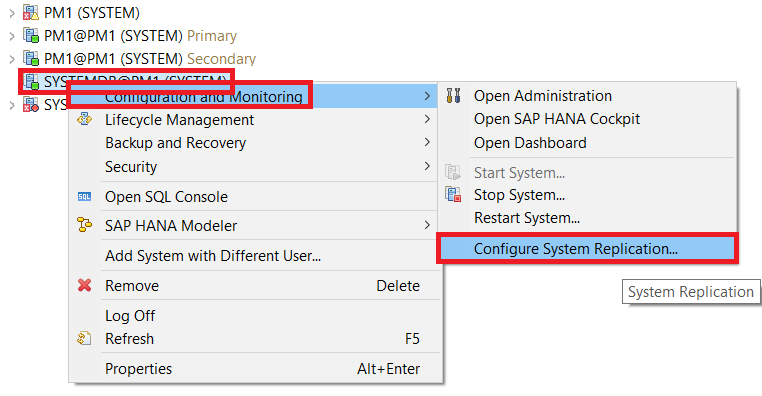 PM1 (SYSTEM)
PM1@PM1 (SYSTEM) Primary
PM1@PM1 (SYSTEM) Secondary
SYSTEMDB@PM1 (SYSTEM)
SYS
Configuration and Monitoring
Lifecycle Management
Backup and Recovery
Security
Open SQL Console
SAP HANA Modeler
Add System with Different User...
Remove Delete
Log Off
Refresh F5
Properties Alt+Enter
Open Administration
Open SAP HANA Cockpit
Open Dashboard
Start System...
Stop System...
Restart System...
Configure System Replication...
System Replication